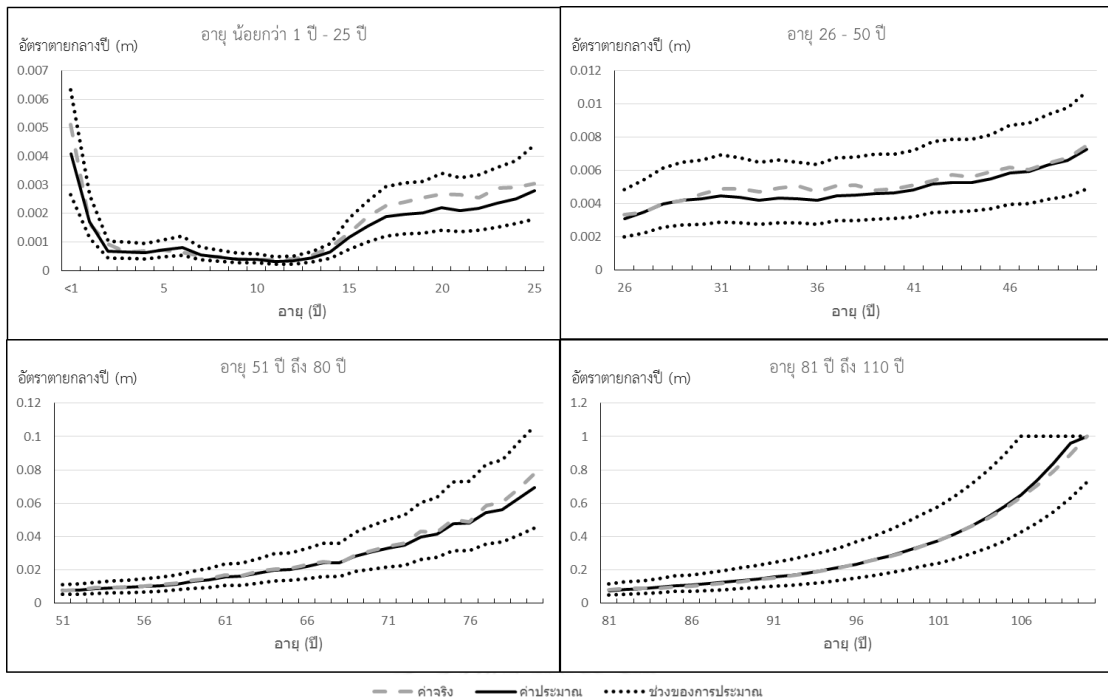 อายุ น้อยกว่า 1 ปี - 25 ปี
อัตราตายกลางปี (m)
0.007
0.006
0.005
0.004
0.003
0.002
0.001
0
<1 5 10 15 20 25
อายุ (ปี)
อายุ 26 - 50 ปี
อัตราตายกลางปี (m)
0.012
0.01
0.008
0.006
0.004
0.002
0
26 31 36 41 46
อายุ (ปี)
อายุ 51 ปี ถึง 80 ปี
อัตราตายกลางปี (m)
0.12
0.1
0.08
0.06
0.04
0.02
0
51 56 61 66 71 76
อายุ (ปี)
อายุ 81 ปี ถึง 110 ปี
อัตราตายกลางปี (m)
1.2
1
0.8
0.6
0.4
0.2
0
81 86 91 96 101 106
อายุ (ปี)
ค่าจริง ค่าประมาณ ช่วงของการประมาณ